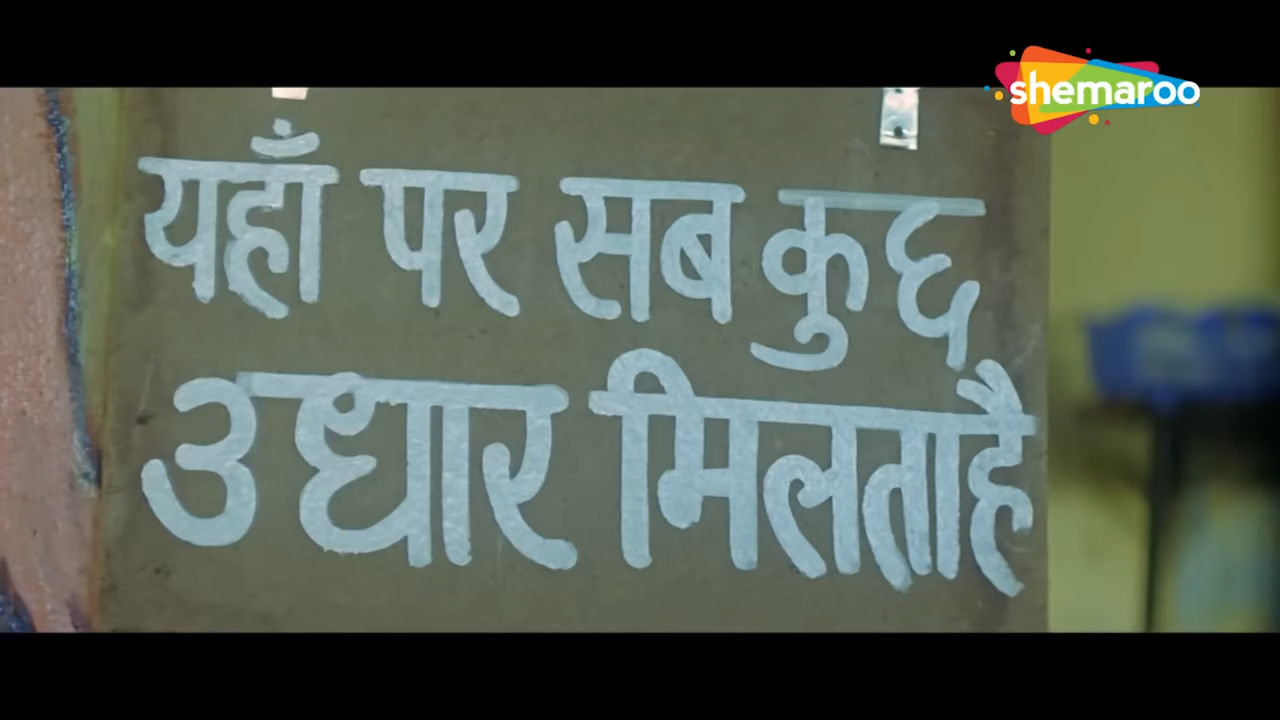 shemaroo
यहाँ पर सब कुछ
उधार मिलता है